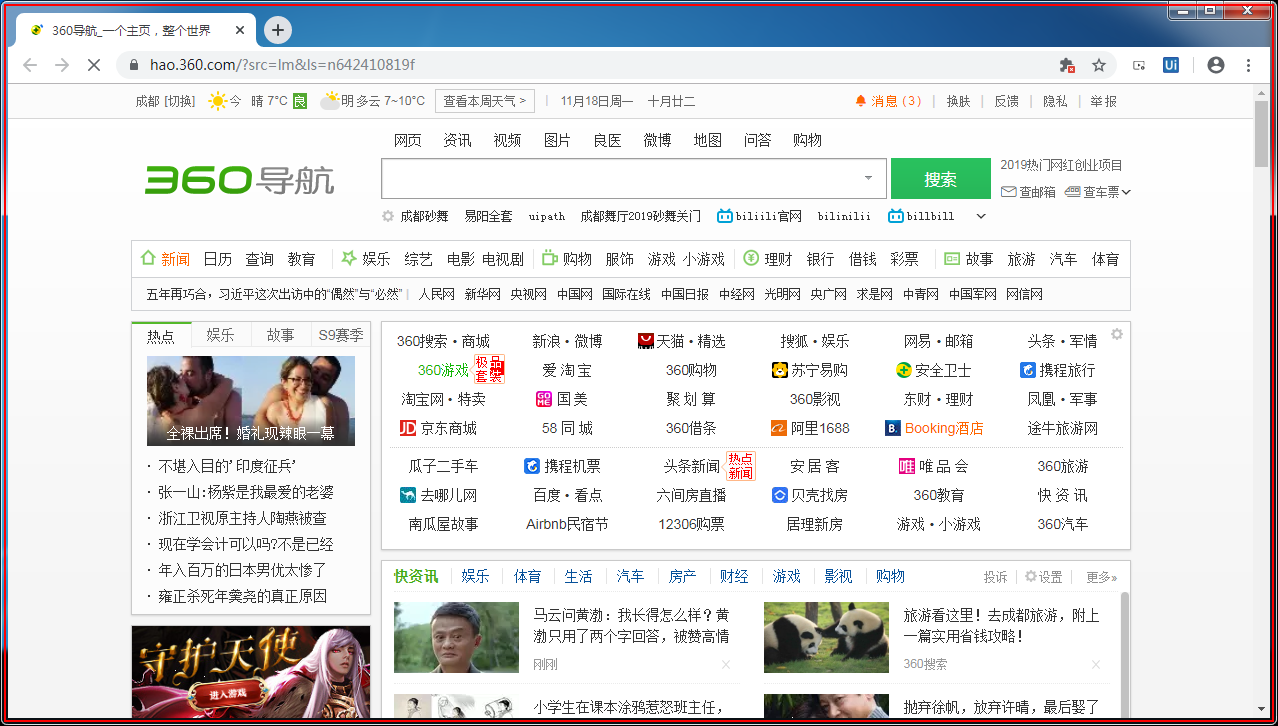 360导航_一个主页，整个世界
hao.360.com/?src=lm&ls=n642410819f
Ui
成都 [切换] 今 晴 7°C 良 明 多云 7~10°C 查看本周天气 > 11月18日周一 十月廿二 消息 (3) 换肤 反馈 隐私 举报
网页 资讯 视频 图片 良医 微博 地图 问答 购物
360导航
搜索
2019热门网红创业项目
查邮箱 查车票
成都砂舞 易阳全套 uipath 成都舞厅2019砂舞关门 biliili官网 bilinilii billbill
新闻 日历 查询 教育 娱乐 综艺 电影 电视剧 购物 服饰 游戏 小游戏 理财 银行 借钱 彩票 故事 旅游 汽车 体育
五年再巧合，习近平这次出访中的“偶然”与“必然” 人民网 新华网 央视网 中国网 国际在线 中国日报 中经网 光明网 央广网 求是网 中青网 中国军网 网信网
热点 娱乐 故事 S9赛季
全裸出席！婚礼现辣眼一幕
· 不堪入目的'印度征兵'
· 张一山:杨紫是我最爱的老婆
· 浙江卫视原主持人陶燕被查
· 现在学会计可以吗?不是已经
· 年入百万的日本男优太惨了
· 雍正杀死年羹尧的真正原因
守护天使
进入游戏
360搜索 • 商城 新浪 • 微博 天猫 • 精选 搜狐 • 娱乐 网易 • 邮箱 头条 • 军情
360游戏 极品套装 爱淘宝 360购物 苏宁易购 安全卫士 携程旅行
淘宝网 • 特卖 GOME 国美 聚划算 360影视 东财 • 理财 凤凰 • 军事
JD 京东商城 58同城 360借条 阿里1688 B. Booking酒店 途牛旅游网
瓜子二手车 携程机票 头条新闻 热点新闻 安居客 唯 唯品会 360旅游
去哪儿网 百度 • 看点 六间房直播 贝壳找房 360教育 快资讯
南瓜屋故事 Airbnb民宿节 12306购票 居理新房 游戏 • 小游戏 360汽车
快资讯 娱乐 体育 生活 汽车 房产 财经 游戏 影视 购物 投诉 设置 更多»
马云问黄渤：我长得怎么样？黄
渤只用了两个字回答，被赞高情
刚刚
旅游看这里！去成都旅游，附上
一篇实用省钱攻略！
360搜索
小学生在课本涂鸦惹怒班主任，
抛弃徐帆，放弃许晴，最后娶了